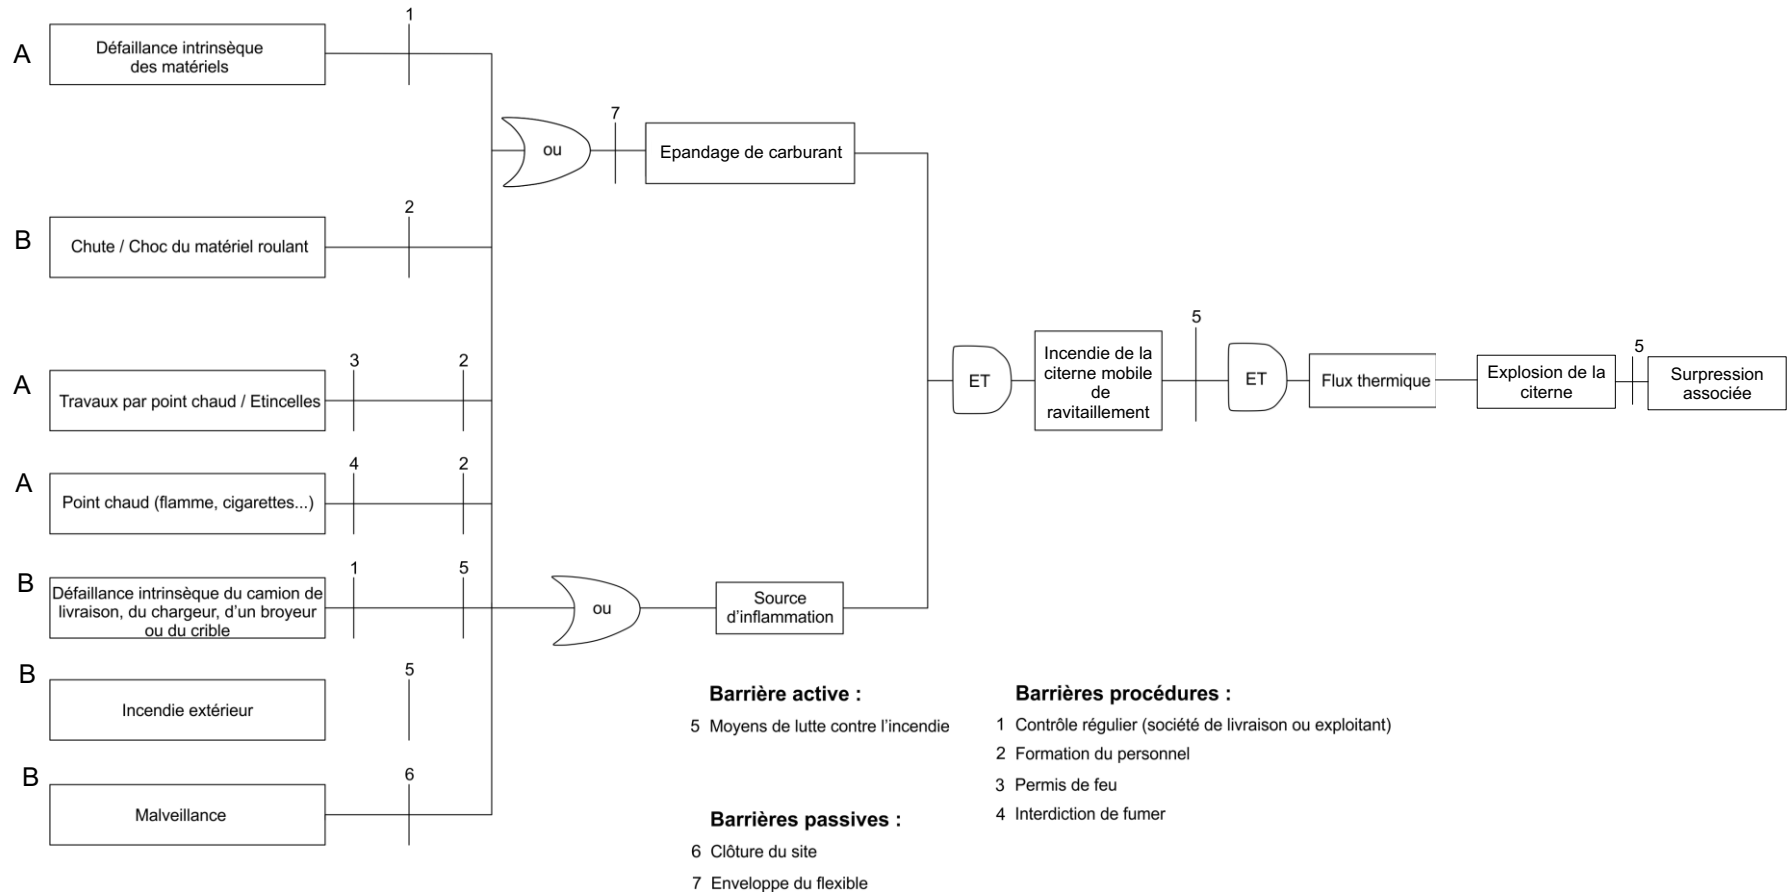 1
A
Défaillance intrinsèque
des matériels
7
ou
Epandage de carburant
2
B
Chute / Choc du matériel roulant
3
2
A
Travaux par point chaud / Etincelles
5
ET
Incendie de la
citerne mobile
de
ravitaillement
ET
Flux thermique
Explosion de la
citerne
5
Surpression
associée
4
2
A
Point chaud (flamme, cigarettes...)
1
5
B
Défaillance intrinsèque du camion de
livraison, du chargeur, d'un broyeur
ou du crible
ou
Source
d'inflammation
5
B
Incendie extérieur
6
B
Malveillance
Barrière active :
5 Moyens de lutte contre l'incendie
Barrières passives :
6 Clôture du site
7 Enveloppe du flexible
Barrières procédures :
1 Contrôle régulier (société de livraison ou exploitant)
2 Formation du personnel
3 Permis de feu
4 Interdiction de fumer